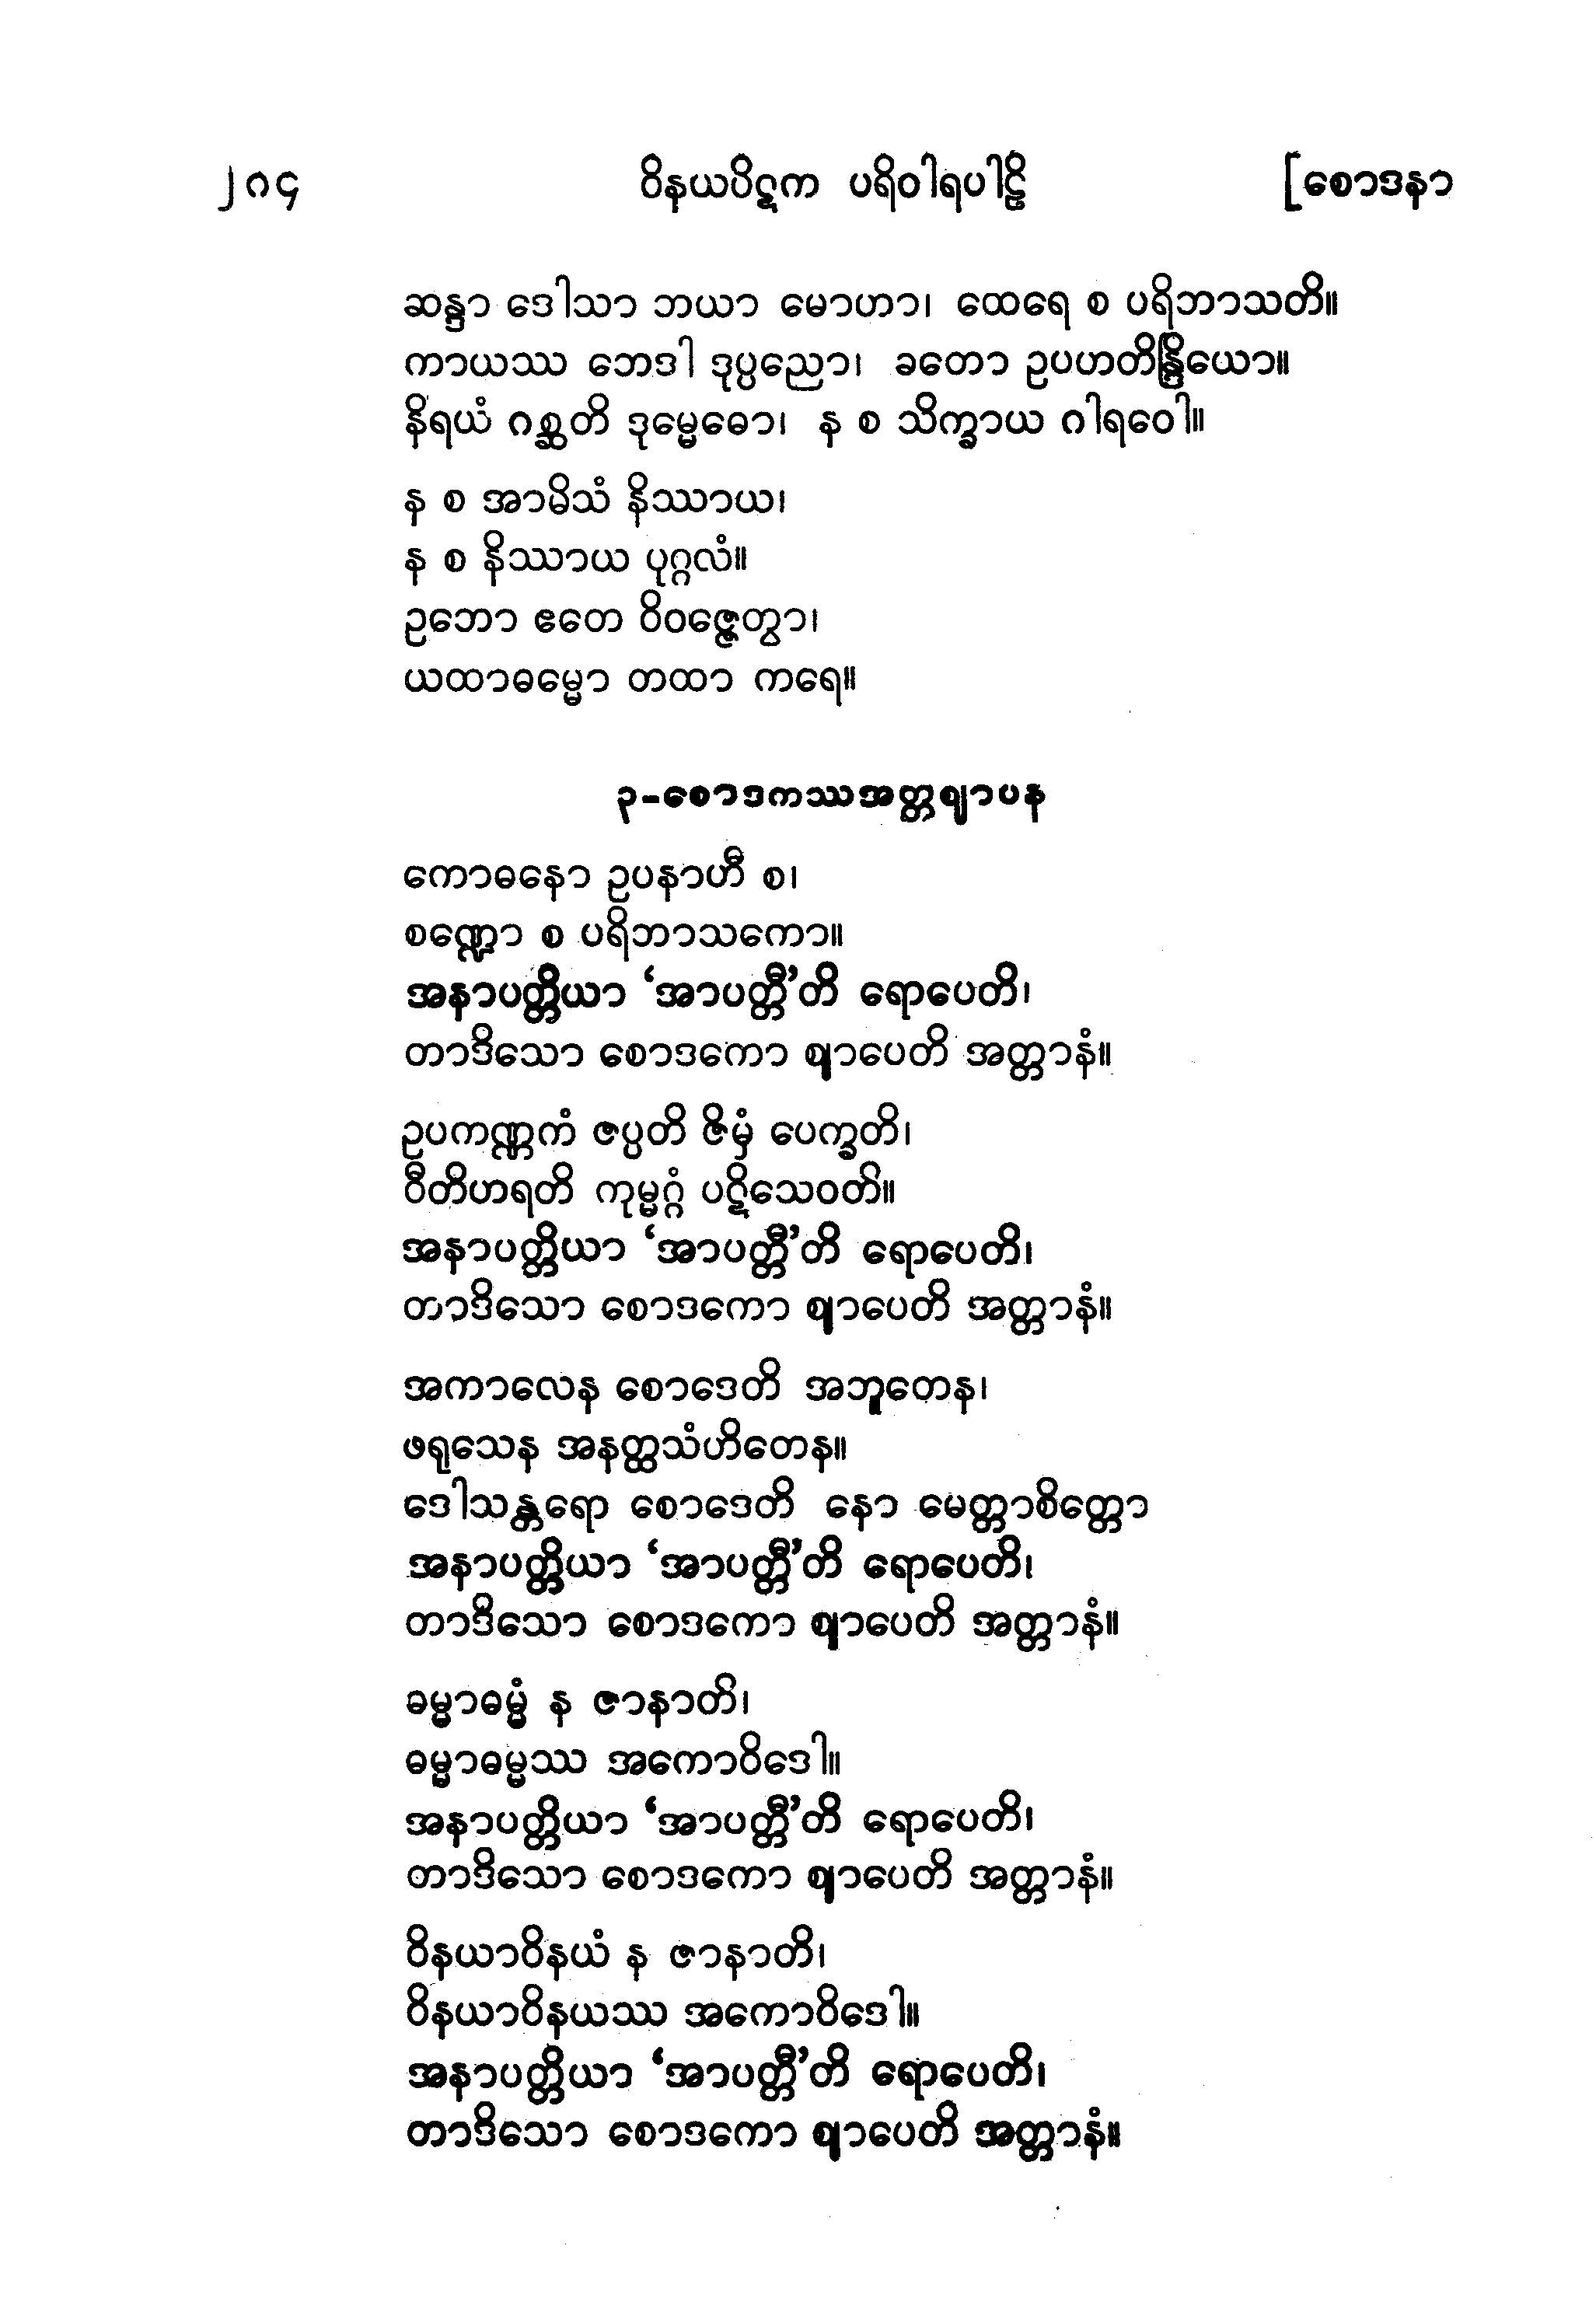 ၂၈၄ ဝိနယပိဋက ပရိဝါရပါဠိ [စောဒနာ
ဆန္ဒာ ဒေါသာ ဘယာ မောဟာ၊ ထေရေ စ ပရိဘာသတိ။
ကာယဿ ဘေဒါ ဒုပ္ပညော၊ ခတော ဥပဟတိန္ဒြိယော။
နိရယံ ဂစ္ဆတိ ဒုမ္မေဓော၊ န စ သိက္ခာယ ဂါရဝေါ။
န စ အာမိသံ နိဿာယ၊
န စ နိဿာယ ပုဂ္ဂလံ။
ဥဘော ဧတေ ဝိဝဇ္ဇေတွာ၊
ယထာဓမ္မော တထာ ကရေ။
၃-စောဒကဿအတ္တဈာပန
ကောဓနော ဥပနာဟီ စ၊
စဏ္ဍော စ ပရိဘာသကော။
အနာပတ္တိယာ ‘အာပတ္တီ’တိ ရောပေတိ၊
တာဒိသော စောဒကော ဈာပေတိ အတ္တာနံ။
ဥပကဏ္ဏကံ ဇပ္ပတိ ဇိမှံ ပေက္ခတိ၊
ဝီတိဟရတိ ကုမ္မဂ္ဂံ ပဋိသေဝတိ။
အနာပတ္တိယာ ‘အာပတ္တီ’တိ ရောပေတိ၊
တာဒိသော စောဒကော ဈာပေတိ အတ္တာနံ။
အကာလေန စောဒေတိ အဘူတေန၊
ဖရုသေန အနတ္ထသံဟိတေန။
ဒေါသန္တရော စောဒေတိ နော မေတ္တာစိတ္တော
အနာပတ္တိယာ ‘အာပတ္တီ’တိ ရောပေတိ၊
တာဒိသော စောဒကော ဈာပေတိ အတ္တာနံ။
ဓမ္မာဓမ္မံ န ဇာနာတိ၊
ဓမ္မာဓမ္မဿ အကောဝိဒေါ။
အနာပတ္တိယာ ‘အာပတ္တီ’တိ ရောပေတိ၊
တာဒိသော စောဒကော ဈာပေတိ အတ္တာနံ။
ဝိနယာဝိနယံ န ဇာနာတိ၊
ဝိနယာဝိနယဿ အကောဝိဒေါ။
အနာပတ္တိယာ ‘အာပတ္တီ’တိ ရောပေတိ၊
တာဒိသော စောဒကော ဈာပေတိ အတ္တာနံ။